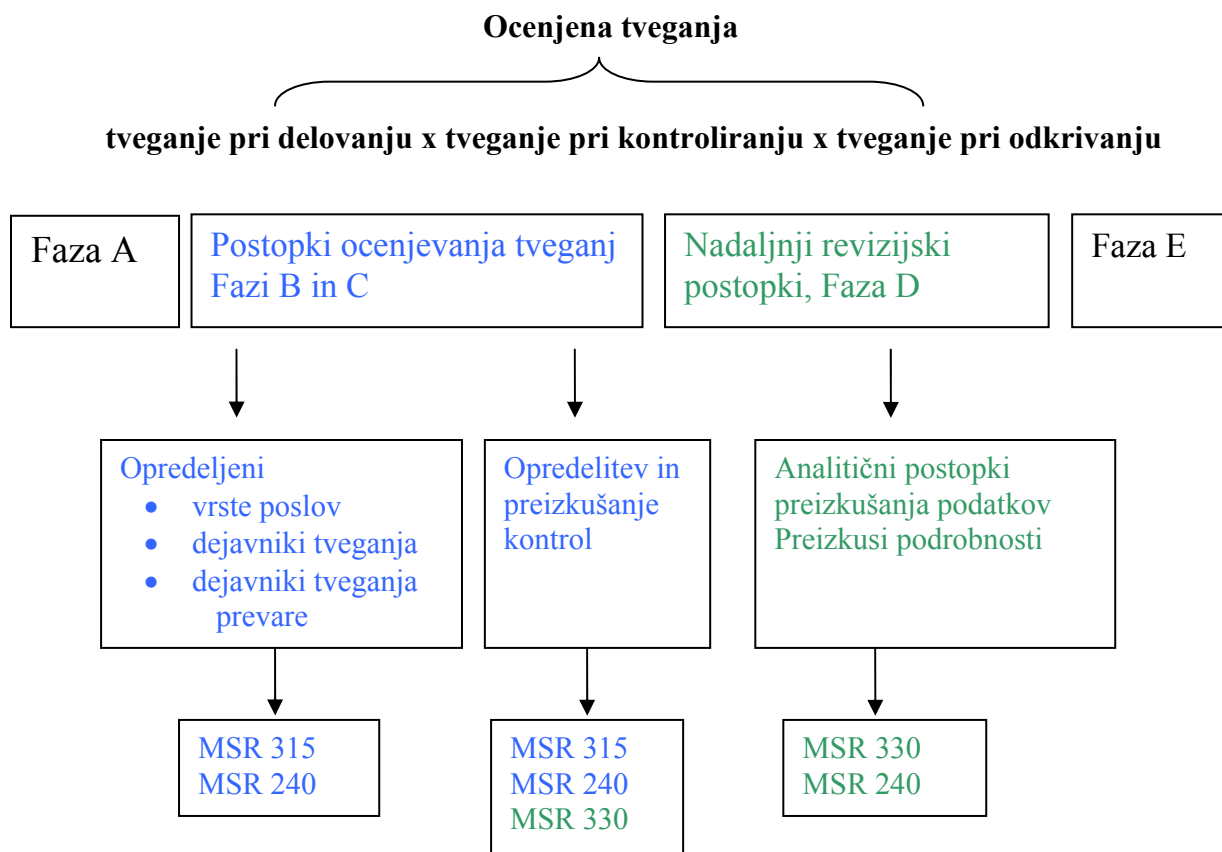 Ocenjena tveganja
tveganje pri delovanju x tveganje pri kontroliranju x tveganje pri odkrivanju
Faza A
Postopki ocenjevanja tveganj
Fazi B in C
Nadaljnji revizijski
postopki, Faza D
Faza E
Opredeljeni
• vrste poslov
• dejavniki tveganja
• dejavniki tveganja
prevare
Opredelitev in
preizkušanje
kontrol
Analitični postopki
preizkušanja podatkov
Preizkusi podrobnosti
MSR 315
MSR 240
MSR 315
MSR 240
MSR 330
MSR 330
MSR 240